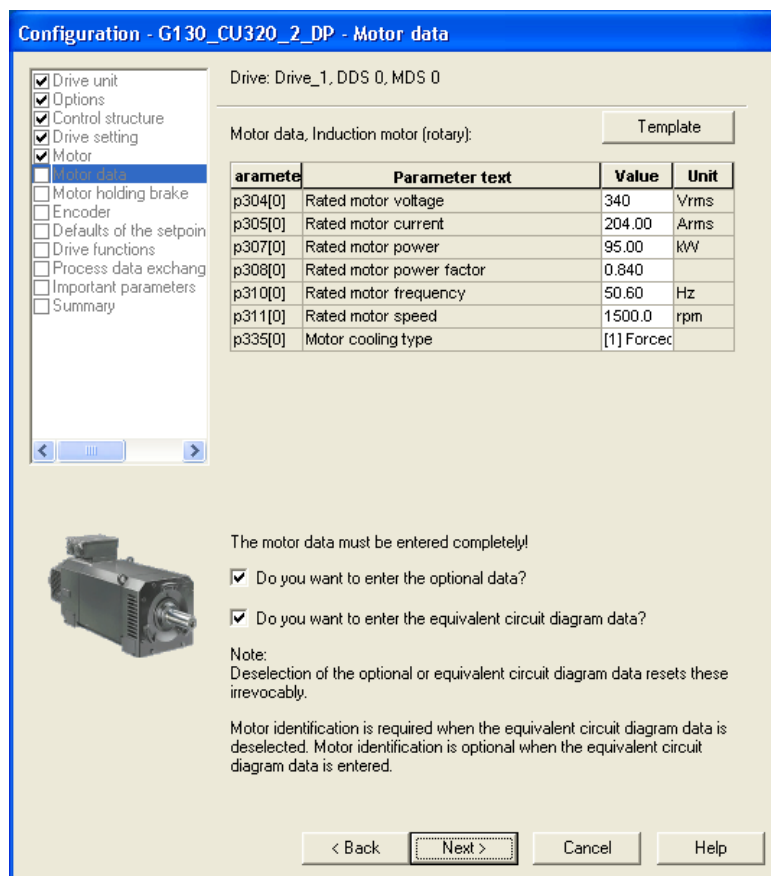 Configuration - G130_CU320_2_DP - Motor data
Drive unit
Options
Control structure
Drive setting
Motor
Motor data
Motor holding brake
Encoder
Defaults of the setpoin
Drive functions
Process data exchang
Important parameters
Summary
Drive: Drive_1, DDS 0, MDS 0
Motor data, Induction motor (rotary):
Template
aramete Parameter text Value Unit
p304[0] Rated motor voltage 340 Vrms
p305[0] Rated motor current 204.00 Arms
p307[0] Rated motor power 95.00 kW
p308[0] Rated motor power factor 0.840
p310[0] Rated motor frequency 50.60 Hz
p311[0] Rated motor speed 1500.0 rpm
p335[0] Motor cooling type [1] Forced
The motor data must be entered completely!
Do you want to enter the optional data?
Do you want to enter the equivalent circuit diagram data?
Note:
Deselection of the optional or equivalent circuit diagram data resets these
irrevocably.
Motor identification is required when the equivalent circuit diagram data is
deselected. Motor identification is optional when the equivalent circuit
diagram data is entered.
< Back
Next >
Cancel
Help